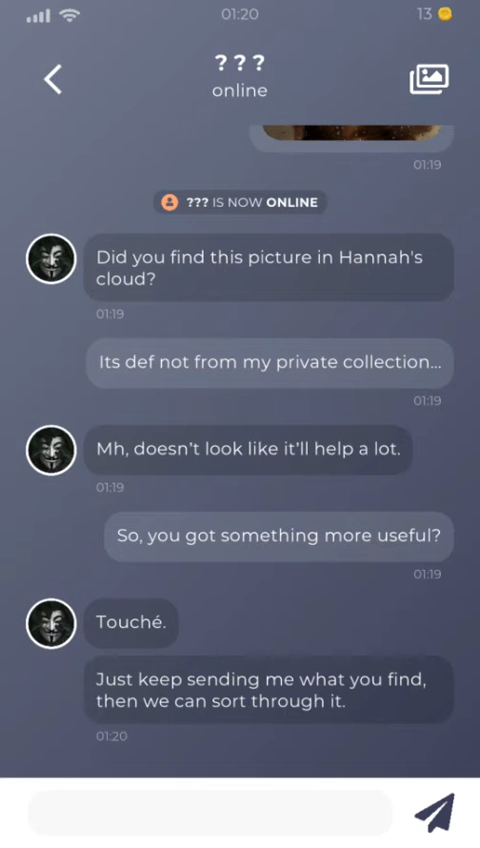 01:20
13
???
online
01:19
??? IS NOW ONLINE
Did you find this picture in Hannah's
cloud?
01:19
Its def not from my private collection...
01:19
Mh, doesn't look like it'll help a lot.
01:19
So, you got something more useful?
01:19
Touché.
Just keep sending me what you find,
then we can sort through it.
01:20